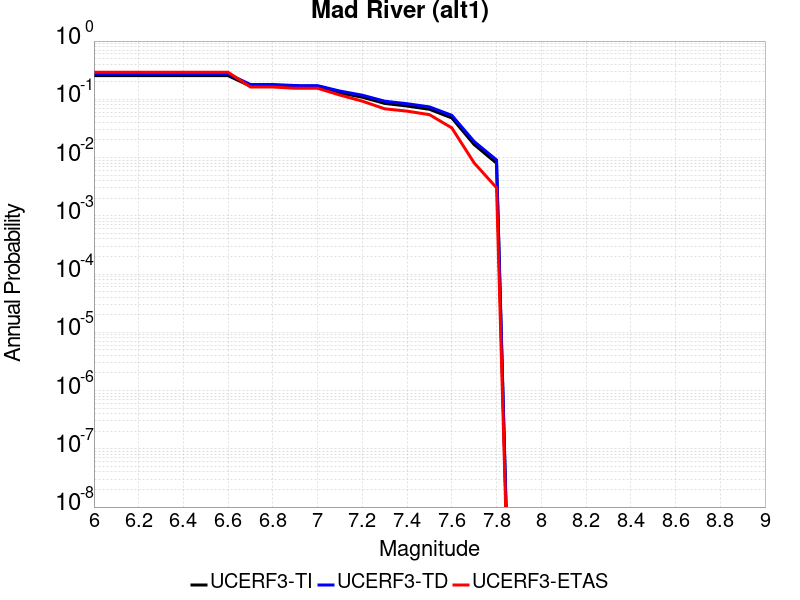 Mad River (alt1)
10^0
10^-1
10^-2
10^-3
10^-4
10^-5
10^-6
10^-7
10^-8
Annual Probability
6 6.2 6.4 6.6 6.8 7 7.2 7.4 7.6 7.8 8 8.2 8.4 8.6 8.8 9
Magnitude
UCERF3-TI UCERF3-TD UCERF3-ETAS